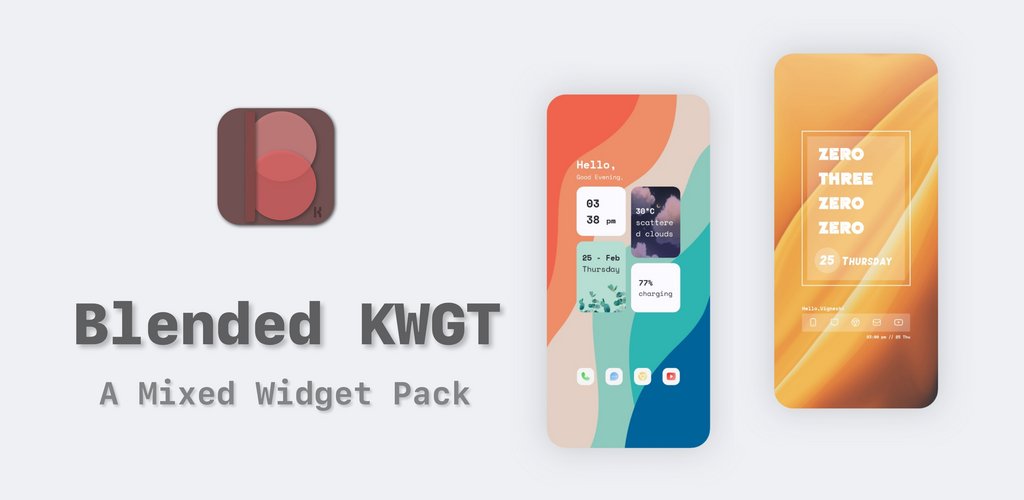 K
Blended KWGT
A Mixed Widget Pack
Hello,
Good Evening,
03
38 pm
30°C
scattere
d clouds
25 - Feb
Thursday
77%
charging
ZERO
THREE
ZERO
ZERO
25 THURSDAY
Hello,Vignesh
03:00 pm // 25 Thu